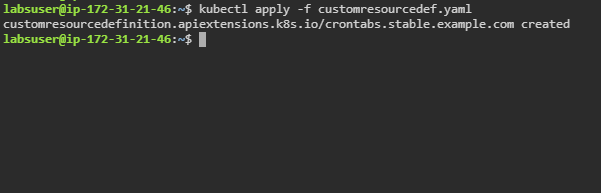 labsuser@ip-172-31-21-46:~$ kubectl apply -f customresourcedef.yaml
customresourcedefinition.apiextensions.k8s.io/crontabs.stable.example.com created
labsuser@ip-172-31-21-46:~$